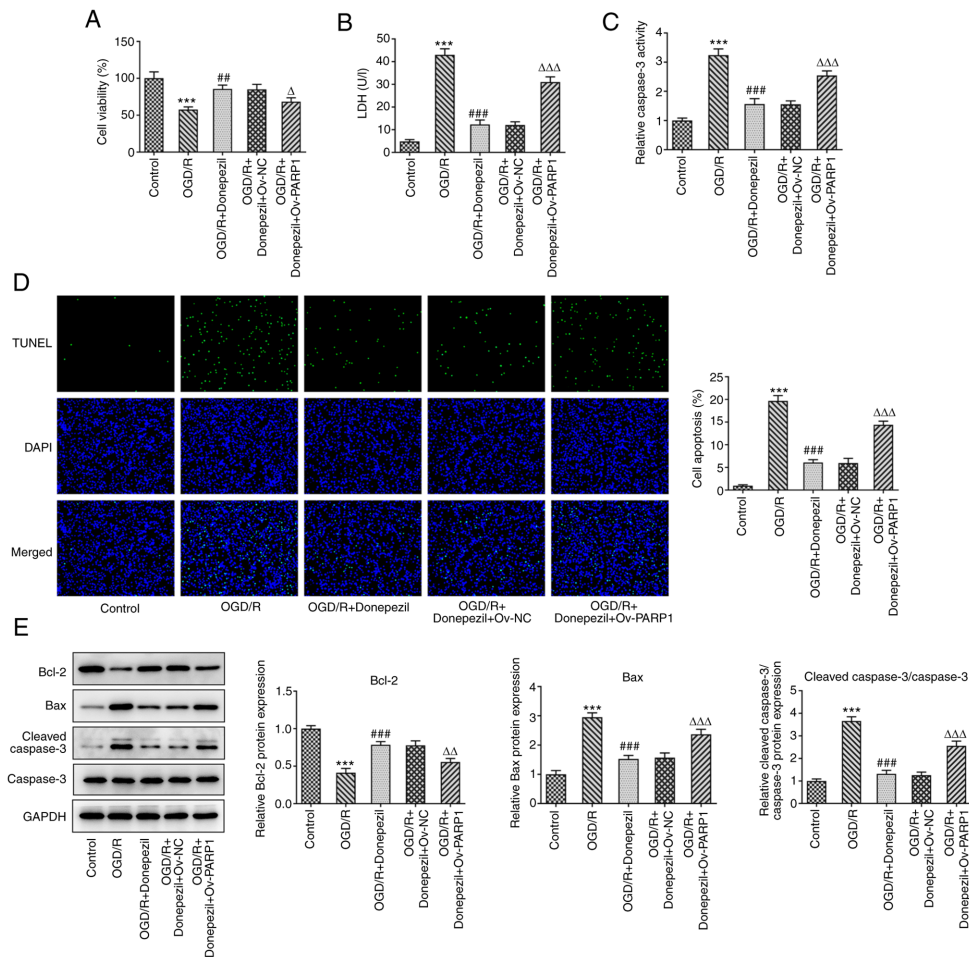 A
Cell viability (%)
150
100
50
0
***
##
Δ
Control
OGD/R
OGD/R+Donepezil
OGD/R+
Donepezil+Ov-NC
OGD/R+
Donepezil+Ov-PARP1
B
LDH (U/l)
50
40
30
20
10
0
***
###
ΔΔΔ
Control
OGD/R
OGD/R+Donepezil
OGD/R+
Donepezil+Ov-NC
OGD/R+
Donepezil+Ov-PARP1
C
Relative caspase-3 activity
4
3
2
1
0
***
###
ΔΔΔ
Control
OGD/R
OGD/R+Donepezil
OGD/R+
Donepezil+Ov-NC
OGD/R+
Donepezil+Ov-PARP1
D
TUNEL
DAPI
Merged
Control
OGD/R
OGD/R+Donepezil
OGD/R+
Donepezil+Ov-NC
OGD/R+
Donepezil+Ov-PARP1
Cell apoptosis (%)
25
20
15
10
5
0
***
###
ΔΔΔ
Control
OGD/R
OGD/R+Donepezil
OGD/R+
Donepezil+Ov-NC
OGD/R+
Donepezil+Ov-PARP1
E
Bcl-2
Bax
Cleaved
caspase-3
Caspase-3
GAPDH
Control
OGD/R
OGD/R+Donepezil
OGD/R+
Donepezil+Ov-NC
OGD/R+
Donepezil+Ov-PARP1
Bcl-2
Relative Bcl-2 protein expression
1.5
1.0
0.5
0.0
***
###
ΔΔ
Control
OGD/R
OGD/R+Donepezil
OGD/R+
Donepezil+Ov-NC
OGD/R+
Donepezil+Ov-PARP1
Bax
Relative Bax protein expression
4
3
2
1
0
***
###
ΔΔΔ
Control
OGD/R
OGD/R+Donepezil
OGD/R+
Donepezil+Ov-NC
OGD/R+
Donepezil+Ov-PARP1
Cleaved caspase-3/caspase-3
Relative cleaved caspase-3/
caspase-3 protein expression
5
4
3
2
1
0
***
###
ΔΔΔ
Control
OGD/R
OGD/R+Donepezil
OGD/R+
Donepezil+Ov-NC
OGD/R+
Donepezil+Ov-PARP1